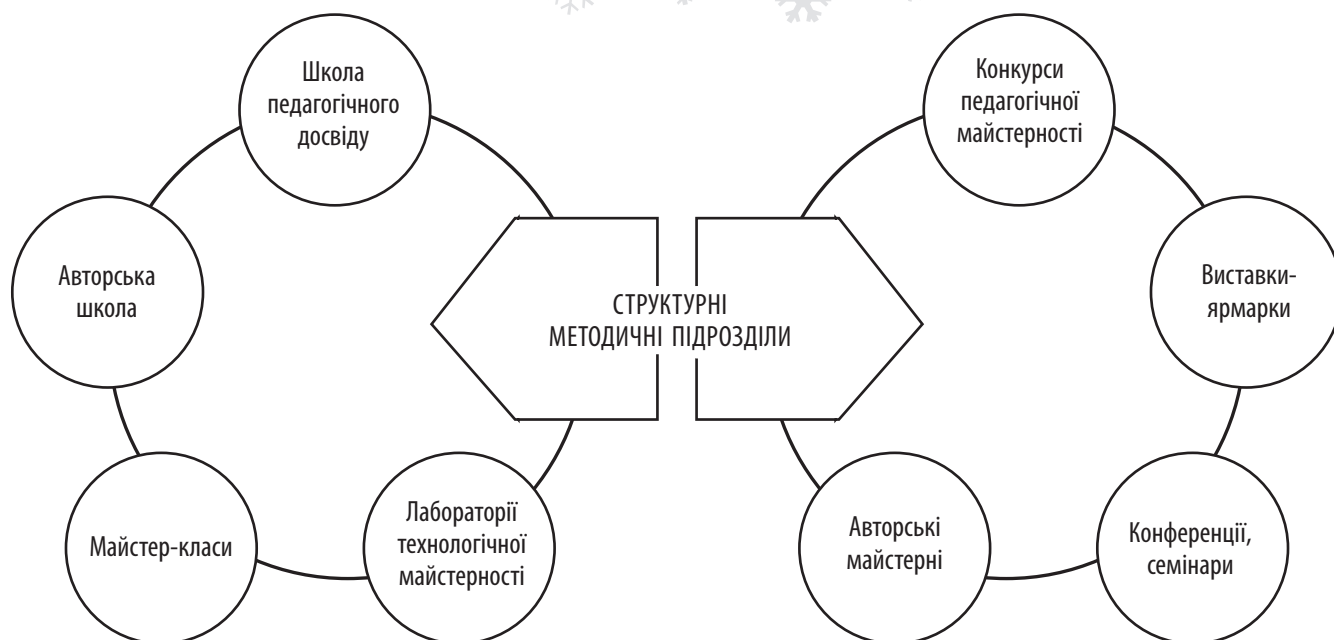 Школа
педагогічного
досвіду
Авторська
школа
Майстер-класи
Лабораторії
технологічної
майстерності
СТРУКТУРНІ
МЕТОДИЧНІ ПІДРОЗДІЛИ
Конкурси
педагогічної
майстерності
Виставки-
ярмарки
Конференції,
семінари
Авторські
майстерні